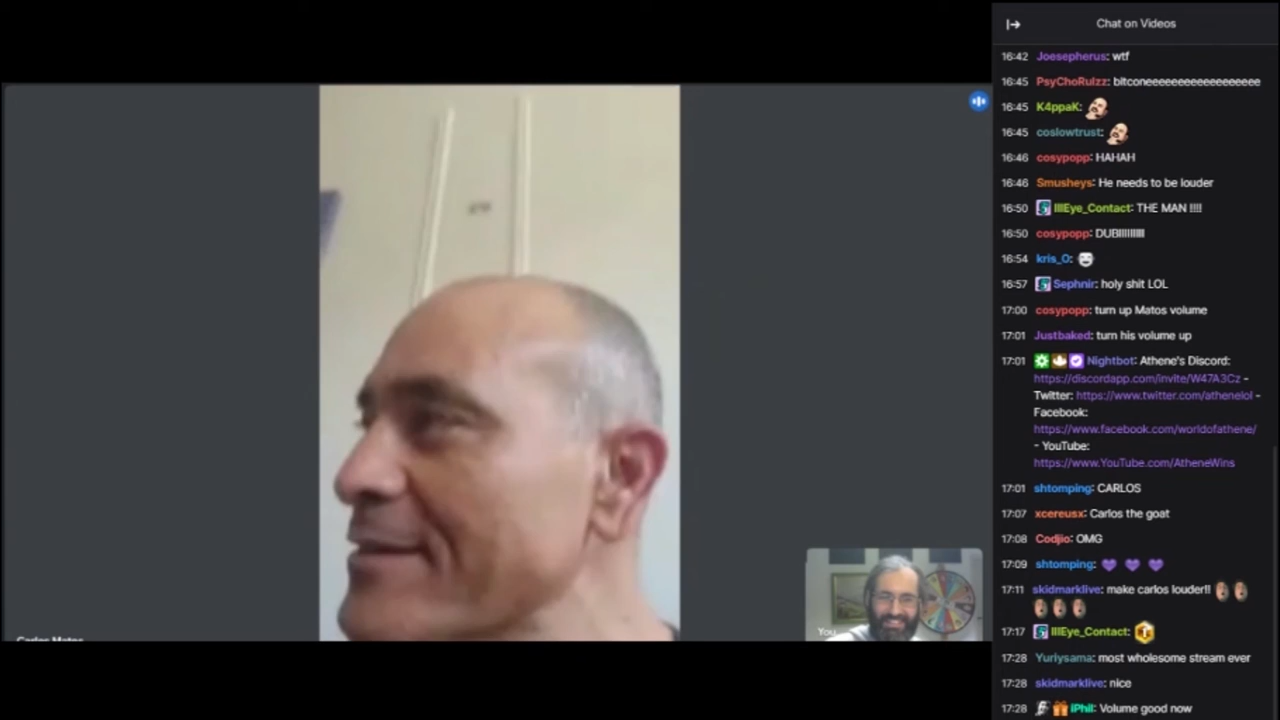 Chat on Videos
16:42 Joesepherus: wtf
16:45 PsyChoRulzz: bitconeeeeeeeeeeeeeeeeeee
16:45 K4ppaK:
16:45 coslowtrust:
16:46 cosypopp: HAHAH
16:46 Smusheys: He needs to be louder
16:50 IllEye_Contact: THE MAN !!!!
16:50 cosypopp: DUBIIIIIIIII
16:54 kris_0:
16:57 Sephnir: holy shit LOL
17:00 cosypopp: turn up Matos volume
17:01 Justbaked: turn his volume up
17:01 Nightbot: Athene's Discord:
https://discordapp.com/invite/W47A3Cz -
Twitter: https://www.twitter.com/athenelol -
Facebook:
https://www.facebook.com/worldofathene/
- YouTube:
https://www.YouTube.com/AtheneWins
17:01 shtomping: CARLOS
17:07 xcereusx: Carlos the goat
17:08 Codjio: OMG
17:09 shtomping:
17:11 skidmarklive: make carlos louder!!
17:17 IllEye_Contact:
17:28 Yuriysama: most wholesome stream ever
17:28 skidmarklive: nice
17:28 iPhil: Volume good now
You
Carlos Matos